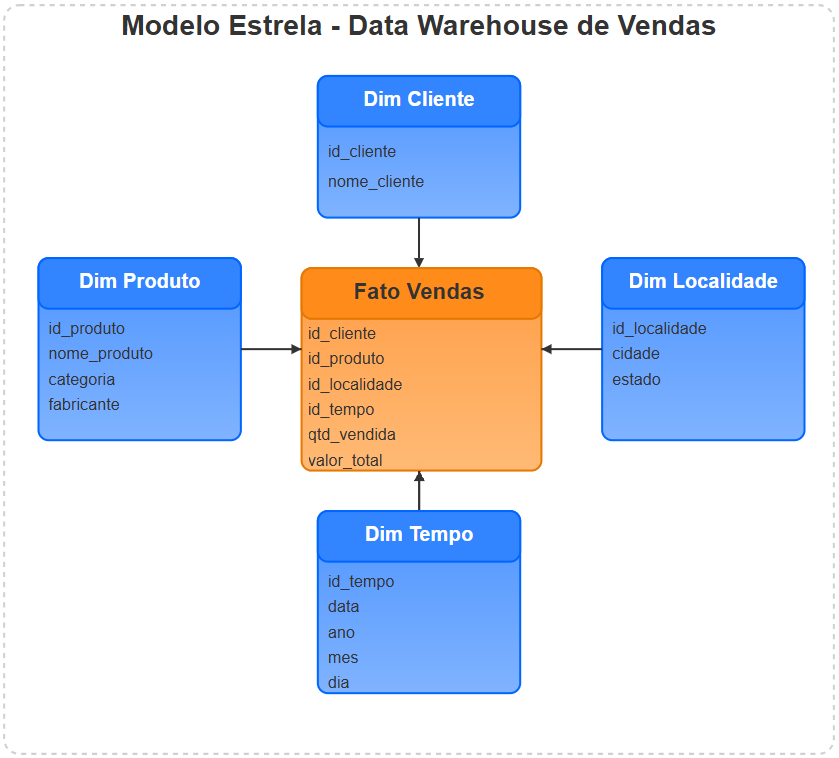 Modelo Estrela - Data Warehouse de Vendas
Dim Cliente
id_cliente
nome_cliente
Dim Produto
id_produto
nome_produto
categoria
fabricante
Fato Vendas
id_cliente
id_produto
id_localidade
id_tempo
qtd_vendida
valor_total
Dim Localidade
id_localidade
cidade
estado
Dim Tempo
id_tempo
data
ano
mes
dia